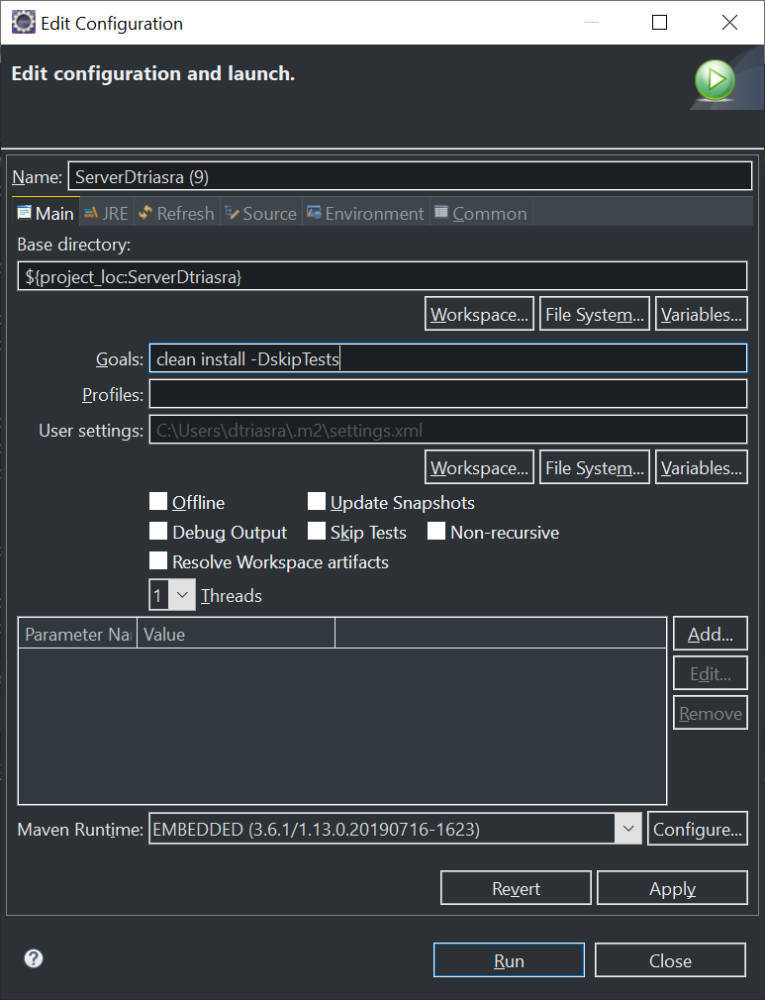 Edit Configuration
Edit configuration and launch.
Name: ServerDtriasra (9)
Main JRE Refresh Source Environment Common
Base directory:
${project_loc:ServerDtriasra}
Workspace... File System... Variables...
Goals: clean install -DskipTests
Profiles:
User settings: C:\Users\dtriasra\.m2\settings.xml
Workspace... File System... Variables...
Offline Update Snapshots
Debug Output Skip Tests Non-recursive
Resolve Workspace artifacts
1 Threads
Parameter Nar Value Add...
Edit...
Remove
Maven Runtime: EMBEDDED (3.6.1/1.13.0.20190716-1623) Configure...
Revert Apply
? Run Close